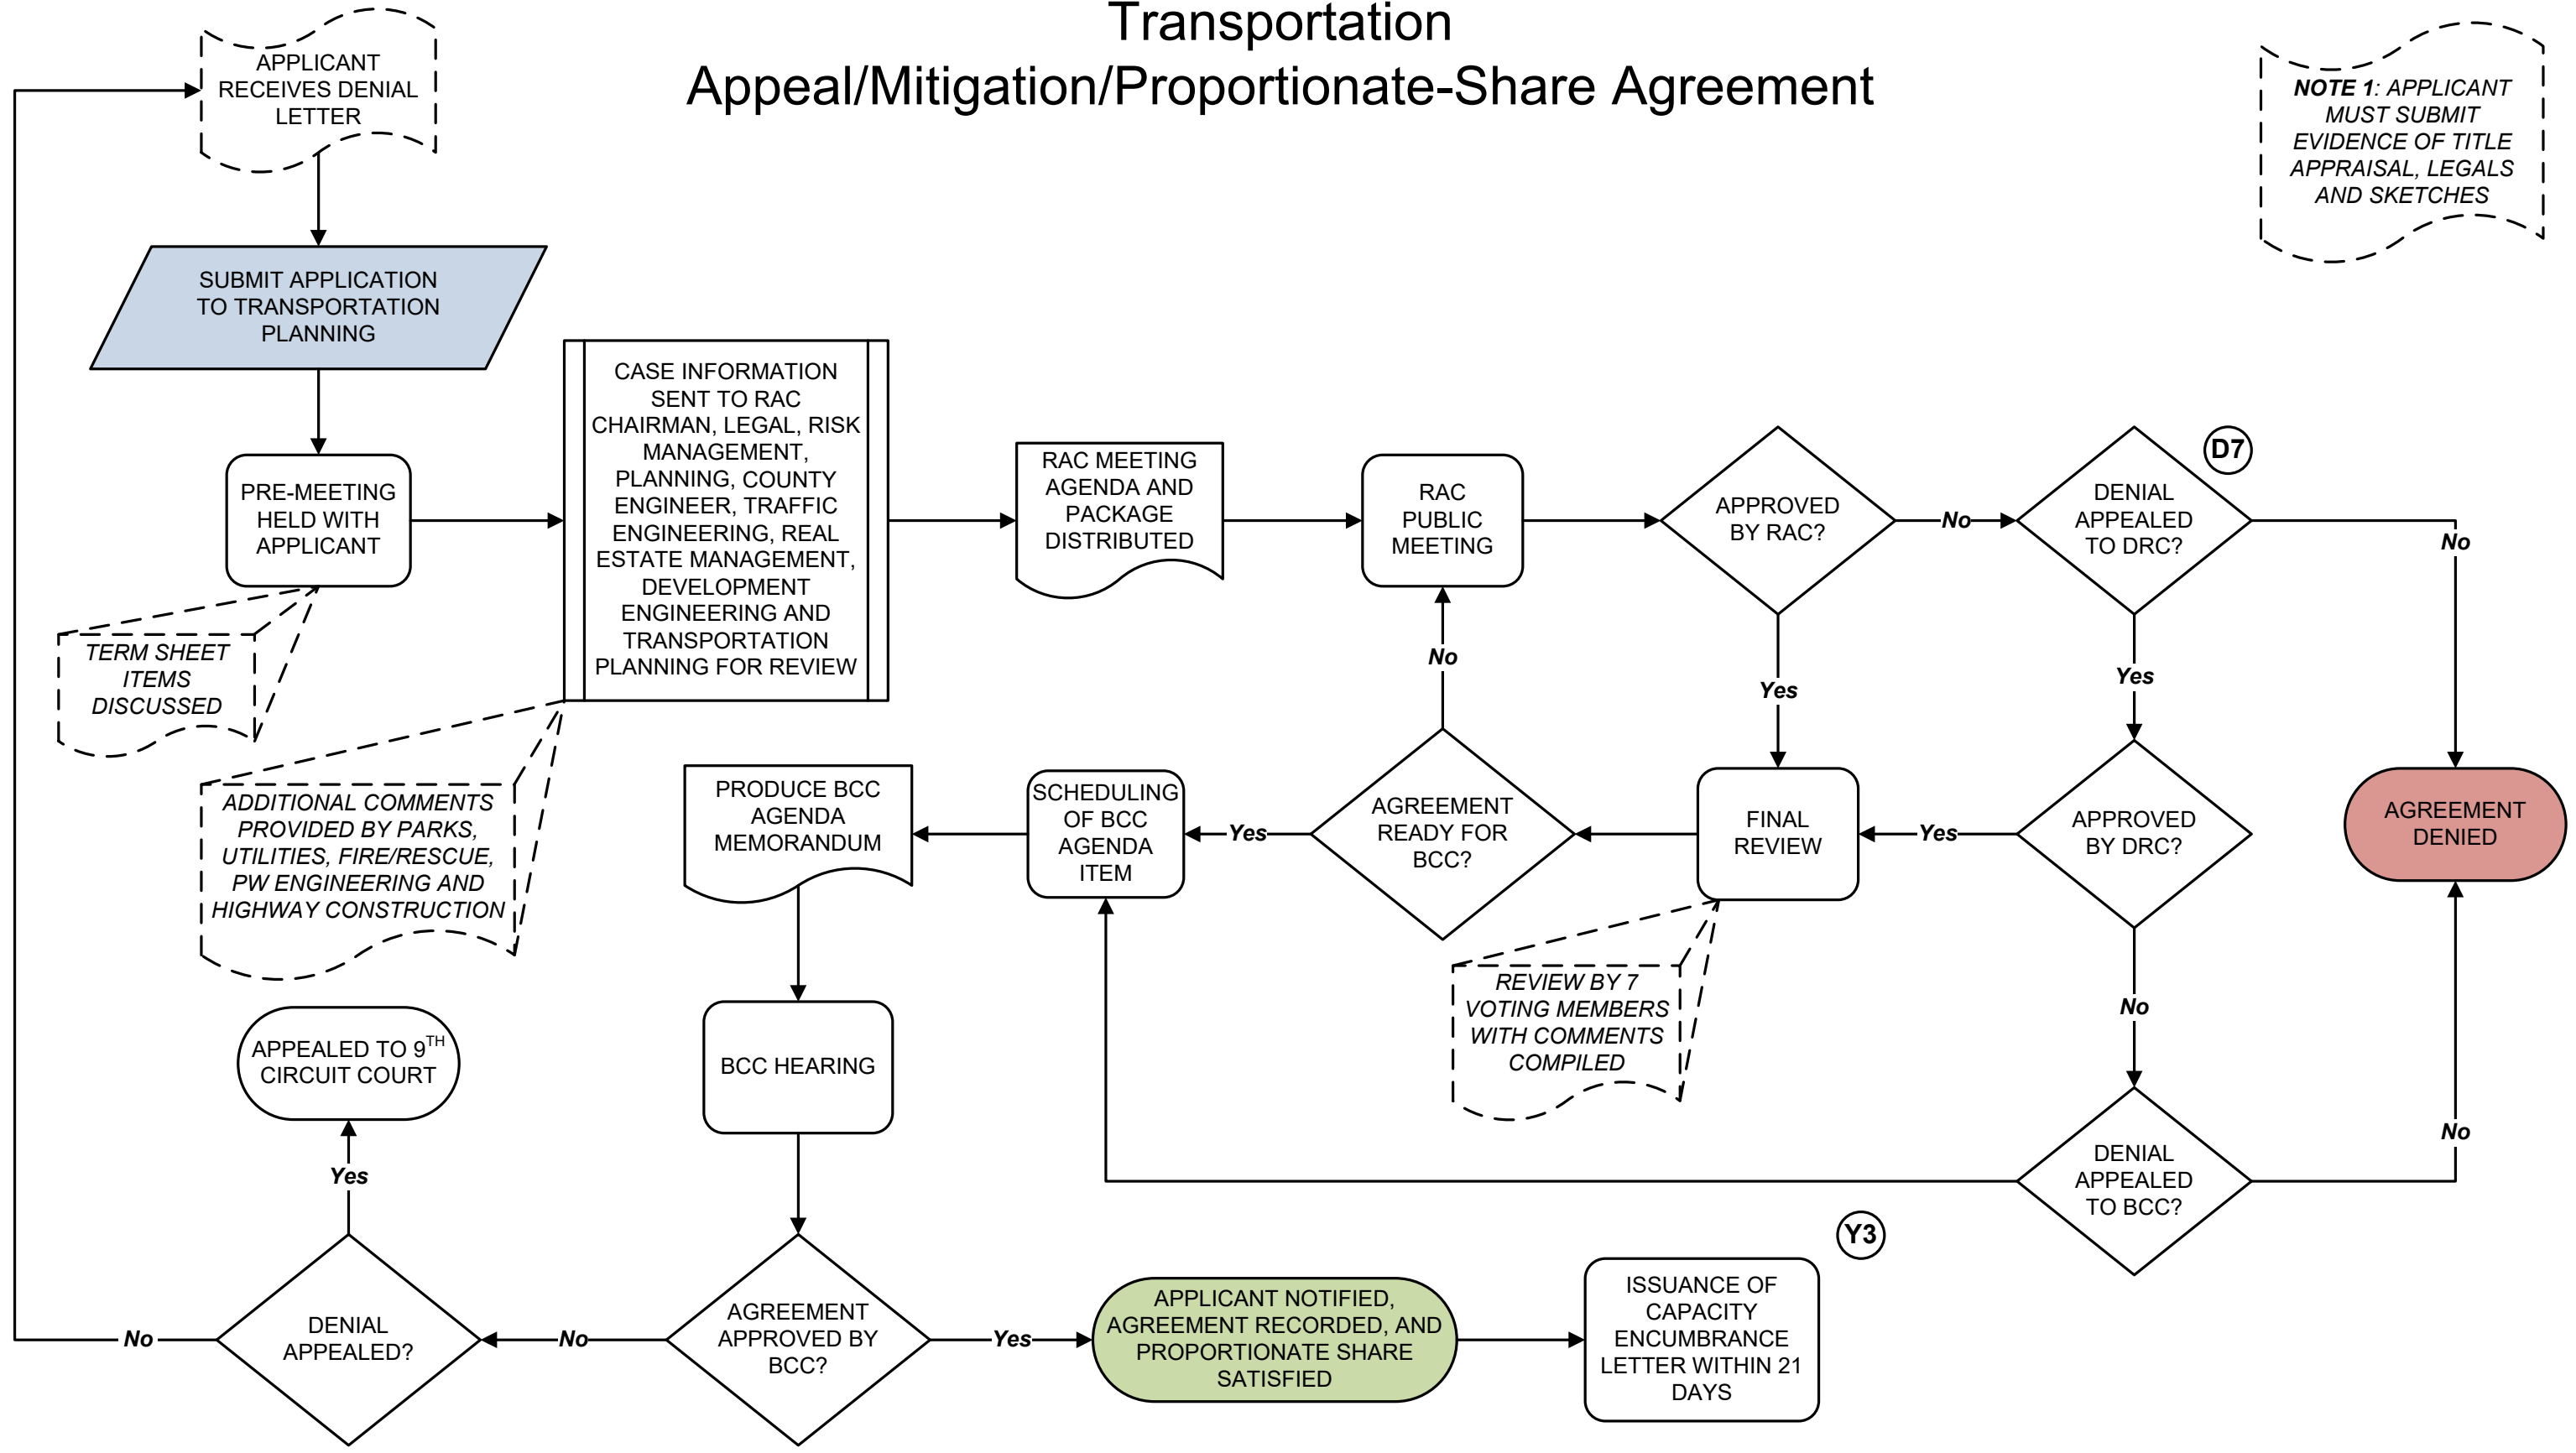 Transportation
Appeal/Mitigation/Proportionate-Share Agreement
APPLICANT
RECEIVES DENIAL
LETTER
NOTE 1: APPLICANT
MUST SUBMIT
EVIDENCE OF TITLE
APPRAISAL, LEGALS
AND SKETCHES
SUBMIT APPLICATION
TO TRANSPORTATION
PLANNING
PRE-MEETING
HELD WITH
APPLICANT
TERM SHEET
ITEMS
DISCUSSED
CASE INFORMATION
SENT TO RAC
CHAIRMAN, LEGAL, RISK
MANAGEMENT,
PLANNING, COUNTY
ENGINEER, TRAFFIC
ENGINEERING, REAL
ESTATE MANAGEMENT,
DEVELOPMENT
ENGINEERING AND
TRANSPORTATION
PLANNING FOR REVIEW
ADDITIONAL COMMENTS
PROVIDED BY PARKS,
UTILITIES, FIRE/RESCUE,
PW ENGINEERING AND
HIGHWAY CONSTRUCTION
RAC MEETING
AGENDA AND
PACKAGE
DISTRIBUTED
RAC
PUBLIC
MEETING
APPROVED
BY RAC?
No
Yes
D7
DENIAL
APPEALED
TO DRC?
No
Yes
APPROVED
BY DRC?
Yes
No
AGREEMENT
DENIED
FINAL
REVIEW
REVIEW BY 7
VOTING MEMBERS
WITH COMMENTS
COMPILED
AGREEMENT
READY FOR
BCC?
No
Yes
SCHEDULING
OF BCC
AGENDA
ITEM
PRODUCE BCC
AGENDA
MEMORANDUM
DENIAL
APPEALED
TO BCC?
No
BCC HEARING
AGREEMENT
APPROVED BY
BCC?
No
Yes
DENIAL
APPEALED?
Yes
No
APPEALED TO 9TH
CIRCUIT COURT
APPLICANT NOTIFIED,
AGREEMENT RECORDED, AND
PROPORTIONATE SHARE
SATISFIED
Y3
ISSUANCE OF
CAPACITY
ENCUMBRANCE
LETTER WITHIN 21
DAYS